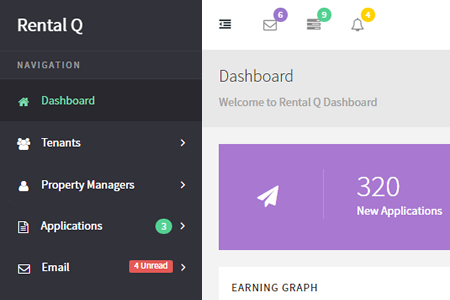 Rental Q
6
9
4
NAVIGATION
Dashboard
Welcome to Rental Q Dashboard
Dashboard
Tenants
Property Managers
Applications 3
Email 4 Unread
320
New Applications
EARNING GRAPH